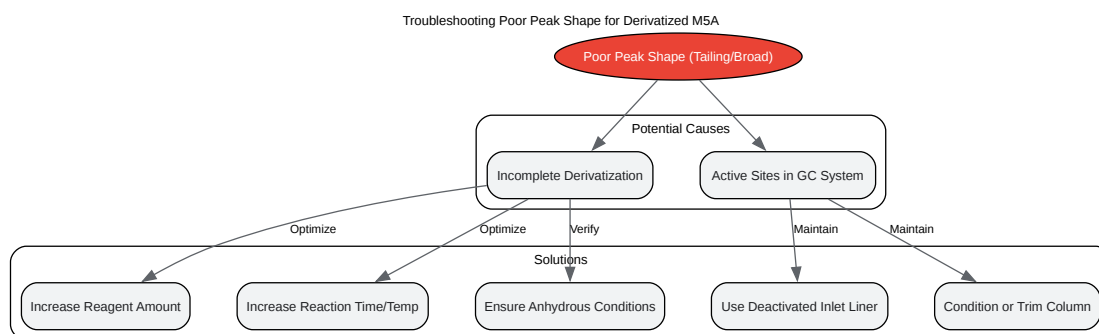 Troubleshooting Poor Peak Shape for Derivatized M5A
Poor Peak Shape (Tailing/Broad)
Potential Causes
Incomplete Derivatization
Active Sites in GC System
Optimize
Optimize
Verify
Maintain
Maintain
Solutions
Increase Reagent Amount
Increase Reaction Time/Temp
Ensure Anhydrous Conditions
Use Deactivated Inlet Liner
Condition or Trim Column